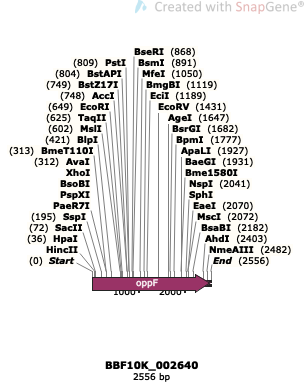 Created with SnapGene®
BseRI (868)
(809) PstI BsmI (891)
(804) BstAPI MfeI (1050)
(749) BstZ17I BmgBI (1119)
(748) AccI EciI (1189)
(649) EcoRI EcoRV (1431)
(625) TaqII AgeI (1647)
(602) MslI BsrGI (1682)
(421) BlpI BpmI (1777)
(313) BmeT110I ApaLI (1927)
(312) AvaI BaeGI (1931)
XhoI Bme1580I
BsoBI NspI (2041)
PspXI SphI
PaeR7I EaeI (2070)
(195) SspI MscI (2072)
(72) SacII BsaBI (2182)
(36) HpaI AhdI (2403)
HincII NmeAIII (2482)
(0) Start End (2556)
oppF
1000 2000
BBF10K_002640
2556 bp